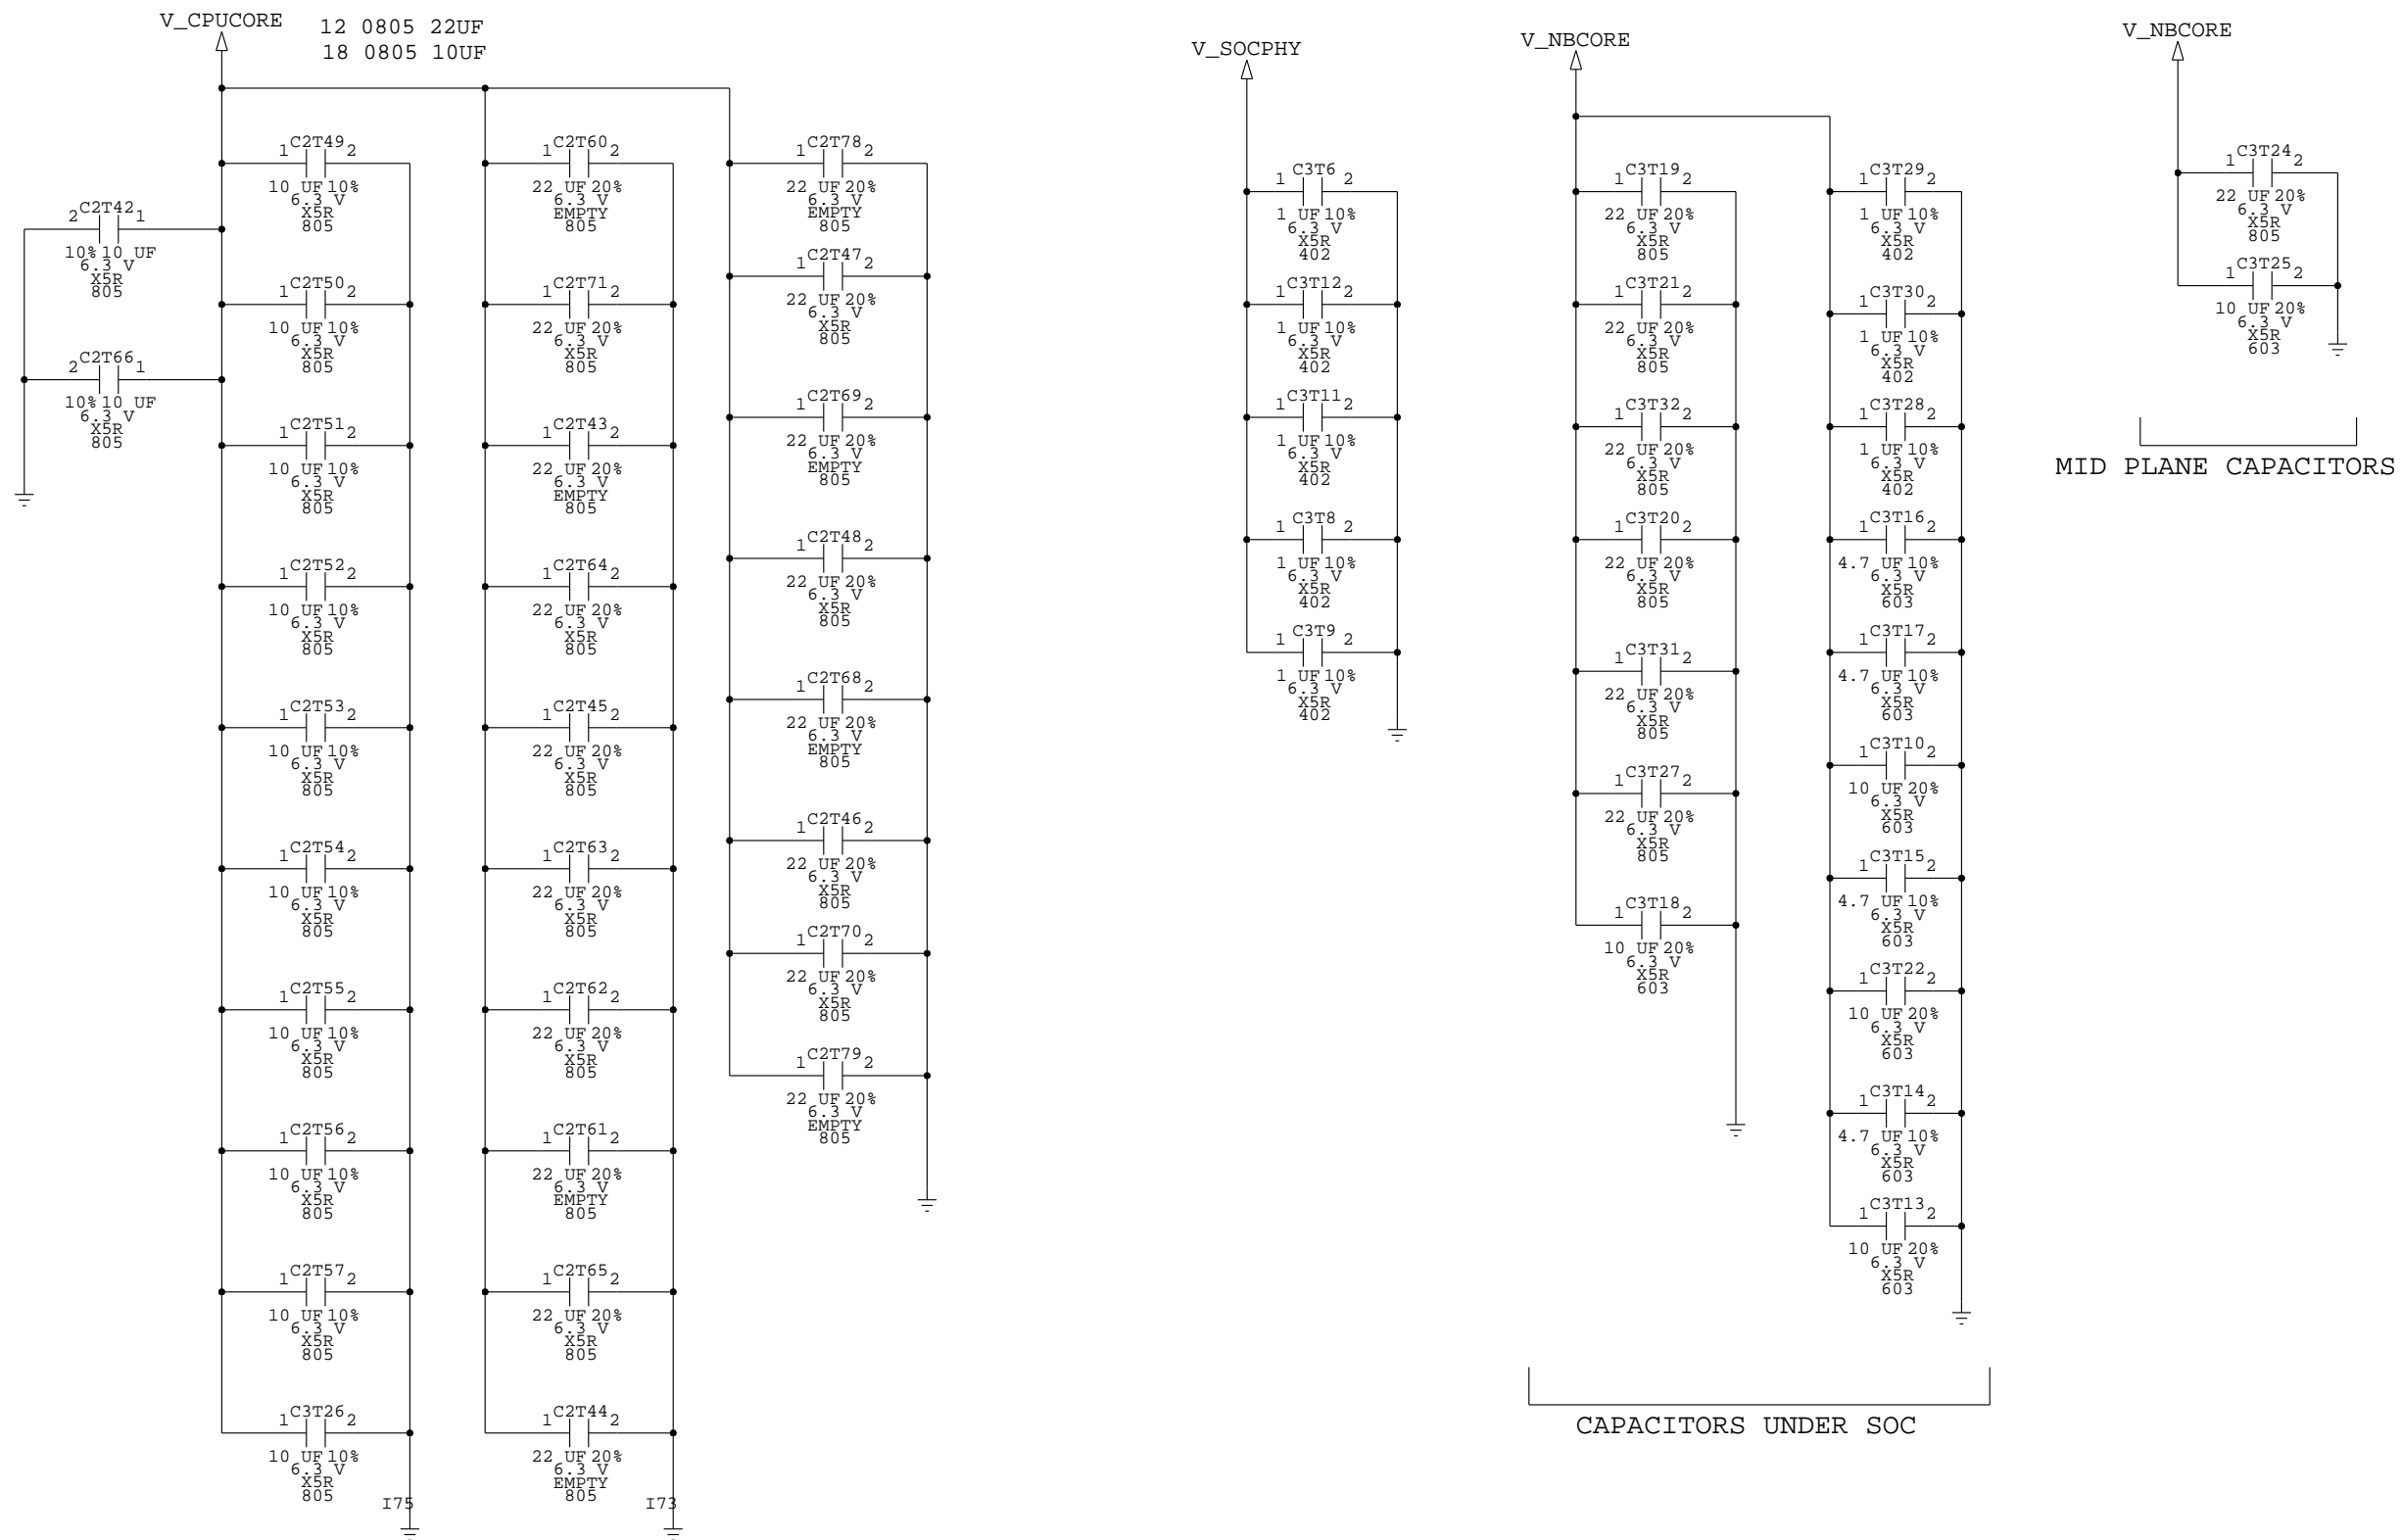 V_CPUCORE
12 0805 22UF
18 0805 10UF
2 C2T42 1
10% 10 UF
6.3 V
X5R
805
2 C2T66 1
10% 10 UF
6.3 V
X5R
805
1 C2T49 2
10 UF 10%
6.3 V
X5R
805
1 C2T50 2
10 UF 10%
6.3 V
X5R
805
1 C2T51 2
10 UF 10%
6.3 V
X5R
805
1 C2T52 2
10 UF 10%
6.3 V
X5R
805
1 C2T53 2
10 UF 10%
6.3 V
X5R
805
1 C2T54 2
10 UF 10%
6.3 V
X5R
805
1 C2T55 2
10 UF 10%
6.3 V
X5R
805
1 C2T56 2
10 UF 10%
6.3 V
X5R
805
1 C2T57 2
10 UF 10%
6.3 V
X5R
805
1 C3T26 2
10 UF 10%
6.3 V
X5R
805
I75
1 C2T60 2
22 UF 20%
6.3 V
EMPTY
805
1 C2T71 2
22 UF 20%
6.3 V
X5R
805
1 C2T43 2
22 UF 20%
6.3 V
EMPTY
805
1 C2T64 2
22 UF 20%
6.3 V
X5R
805
1 C2T45 2
22 UF 20%
6.3 V
X5R
805
1 C2T63 2
22 UF 20%
6.3 V
X5R
805
1 C2T62 2
22 UF 20%
6.3 V
X5R
805
1 C2T61 2
22 UF 20%
6.3 V
EMPTY
805
1 C2T65 2
22 UF 20%
6.3 V
X5R
805
1 C2T44 2
22 UF 20%
6.3 V
EMPTY
805
I73
1 C2T78 2
22 UF 20%
6.3 V
EMPTY
805
1 C2T47 2
22 UF 20%
6.3 V
X5R
805
1 C2T69 2
22 UF 20%
6.3 V
EMPTY
805
1 C2T48 2
22 UF 20%
6.3 V
X5R
805
1 C2T68 2
22 UF 20%
6.3 V
EMPTY
805
1 C2T46 2
22 UF 20%
6.3 V
X5R
805
1 C2T70 2
22 UF 20%
6.3 V
X5R
805
1 C2T79 2
22 UF 20%
6.3 V
EMPTY
805
V_SOCPHY
1 C3T6 2
1 UF 10%
6.3 V
X5R
402
1 C3T12 2
1 UF 10%
6.3 V
X5R
402
1 C3T11 2
1 UF 10%
6.3 V
X5R
402
1 C3T8 2
1 UF 10%
6.3 V
X5R
402
1 C3T9 2
1 UF 10%
6.3 V
X5R
402
V_NBCORE
1 C3T19 2
22 UF 20%
6.3 V
X5R
805
1 C3T21 2
22 UF 20%
6.3 V
X5R
805
1 C3T32 2
22 UF 20%
6.3 V
X5R
805
1 C3T20 2
22 UF 20%
6.3 V
X5R
805
1 C3T31 2
22 UF 20%
6.3 V
X5R
805
1 C3T27 2
22 UF 20%
6.3 V
X5R
805
1 C3T18 2
10 UF 20%
6.3 V
X5R
603
1 C3T29 2
1 UF 10%
6.3 V
X5R
402
1 C3T30 2
1 UF 10%
6.3 V
X5R
402
1 C3T28 2
1 UF 10%
6.3 V
X5R
402
1 C3T16 2
4.7 UF 10%
6.3 V
X5R
603
1 C3T17 2
4.7 UF 10%
6.3 V
X5R
603
1 C3T10 2
10 UF 20%
6.3 V
X5R
603
1 C3T15 2
4.7 UF 10%
6.3 V
X5R
603
1 C3T22 2
10 UF 20%
6.3 V
X5R
603
1 C3T14 2
4.7 UF 10%
6.3 V
X5R
603
1 C3T13 2
10 UF 20%
6.3 V
X5R
603
CAPACITORS UNDER SOC
V_NBCORE
1 C3T24 2
22 UF 20%
6.3 V
X5R
805
1 C3T25 2
10 UF 20%
6.3 V
X5R
603
MID PLANE CAPACITORS